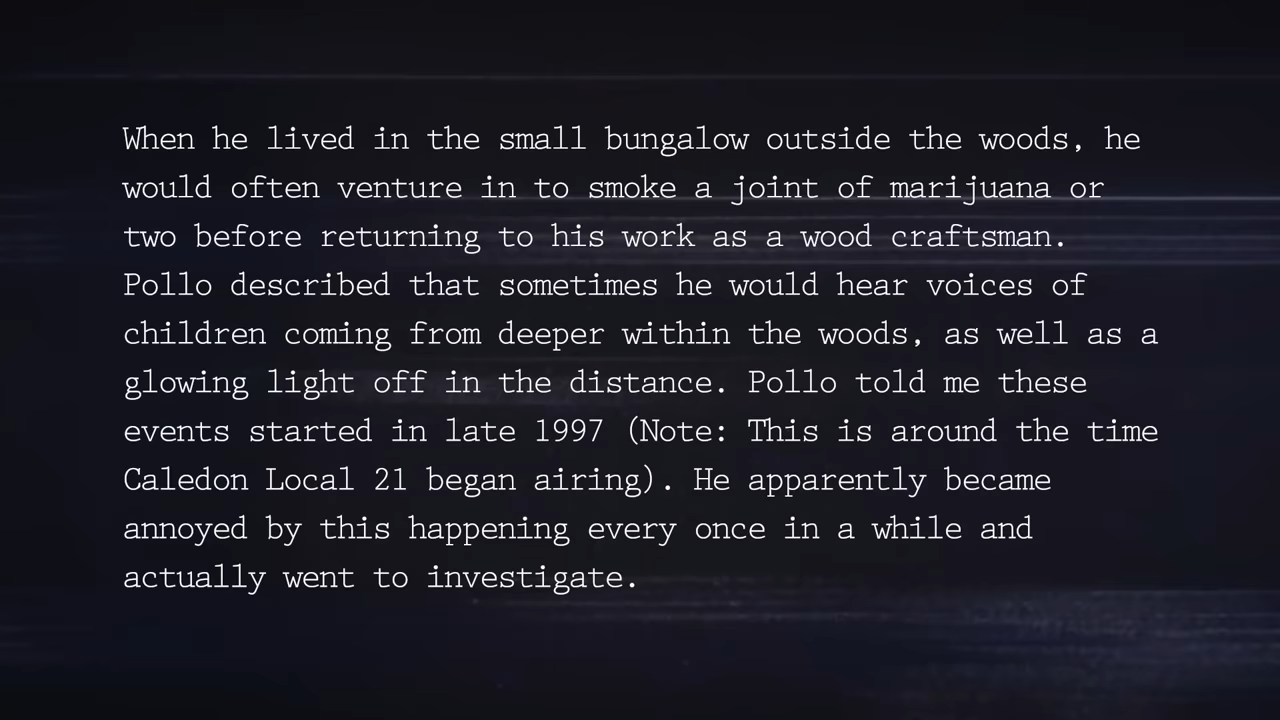 When he lived in the small bungalow outside the woods, he
would often venture in to smoke a joint of marijuana or
two before returning to his work as a wood craftsman.
Pollo described that sometimes he would hear voices of
children coming from deeper within the woods, as well as a
glowing light off in the distance. Pollo told me these
events started in late 1997 (Note: This is around the time
Caledon Local 21 began airing). He apparently became
annoyed by this happening every once in a while and
actually went to investigate.